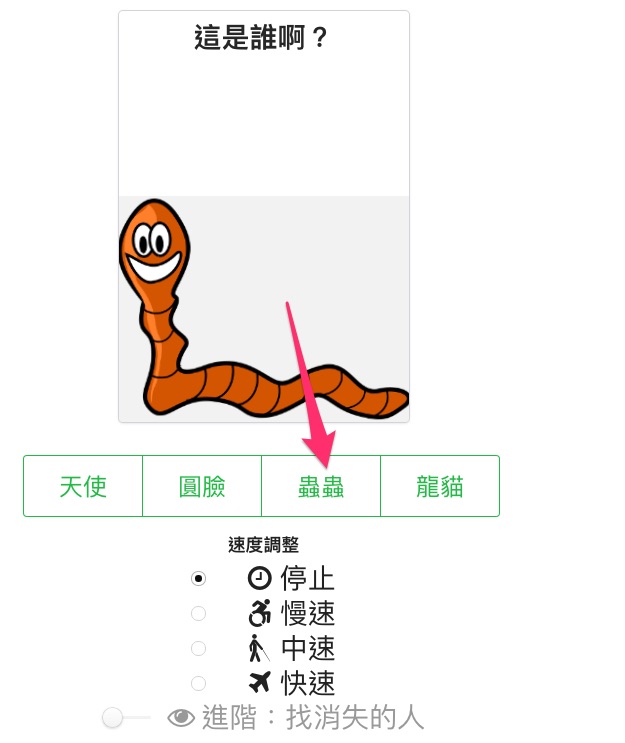 這是誰啊？
天使 圓臉 蟲蟲 龍貓
速度調整
停止
慢速
中速
快速
進階：找消失的人